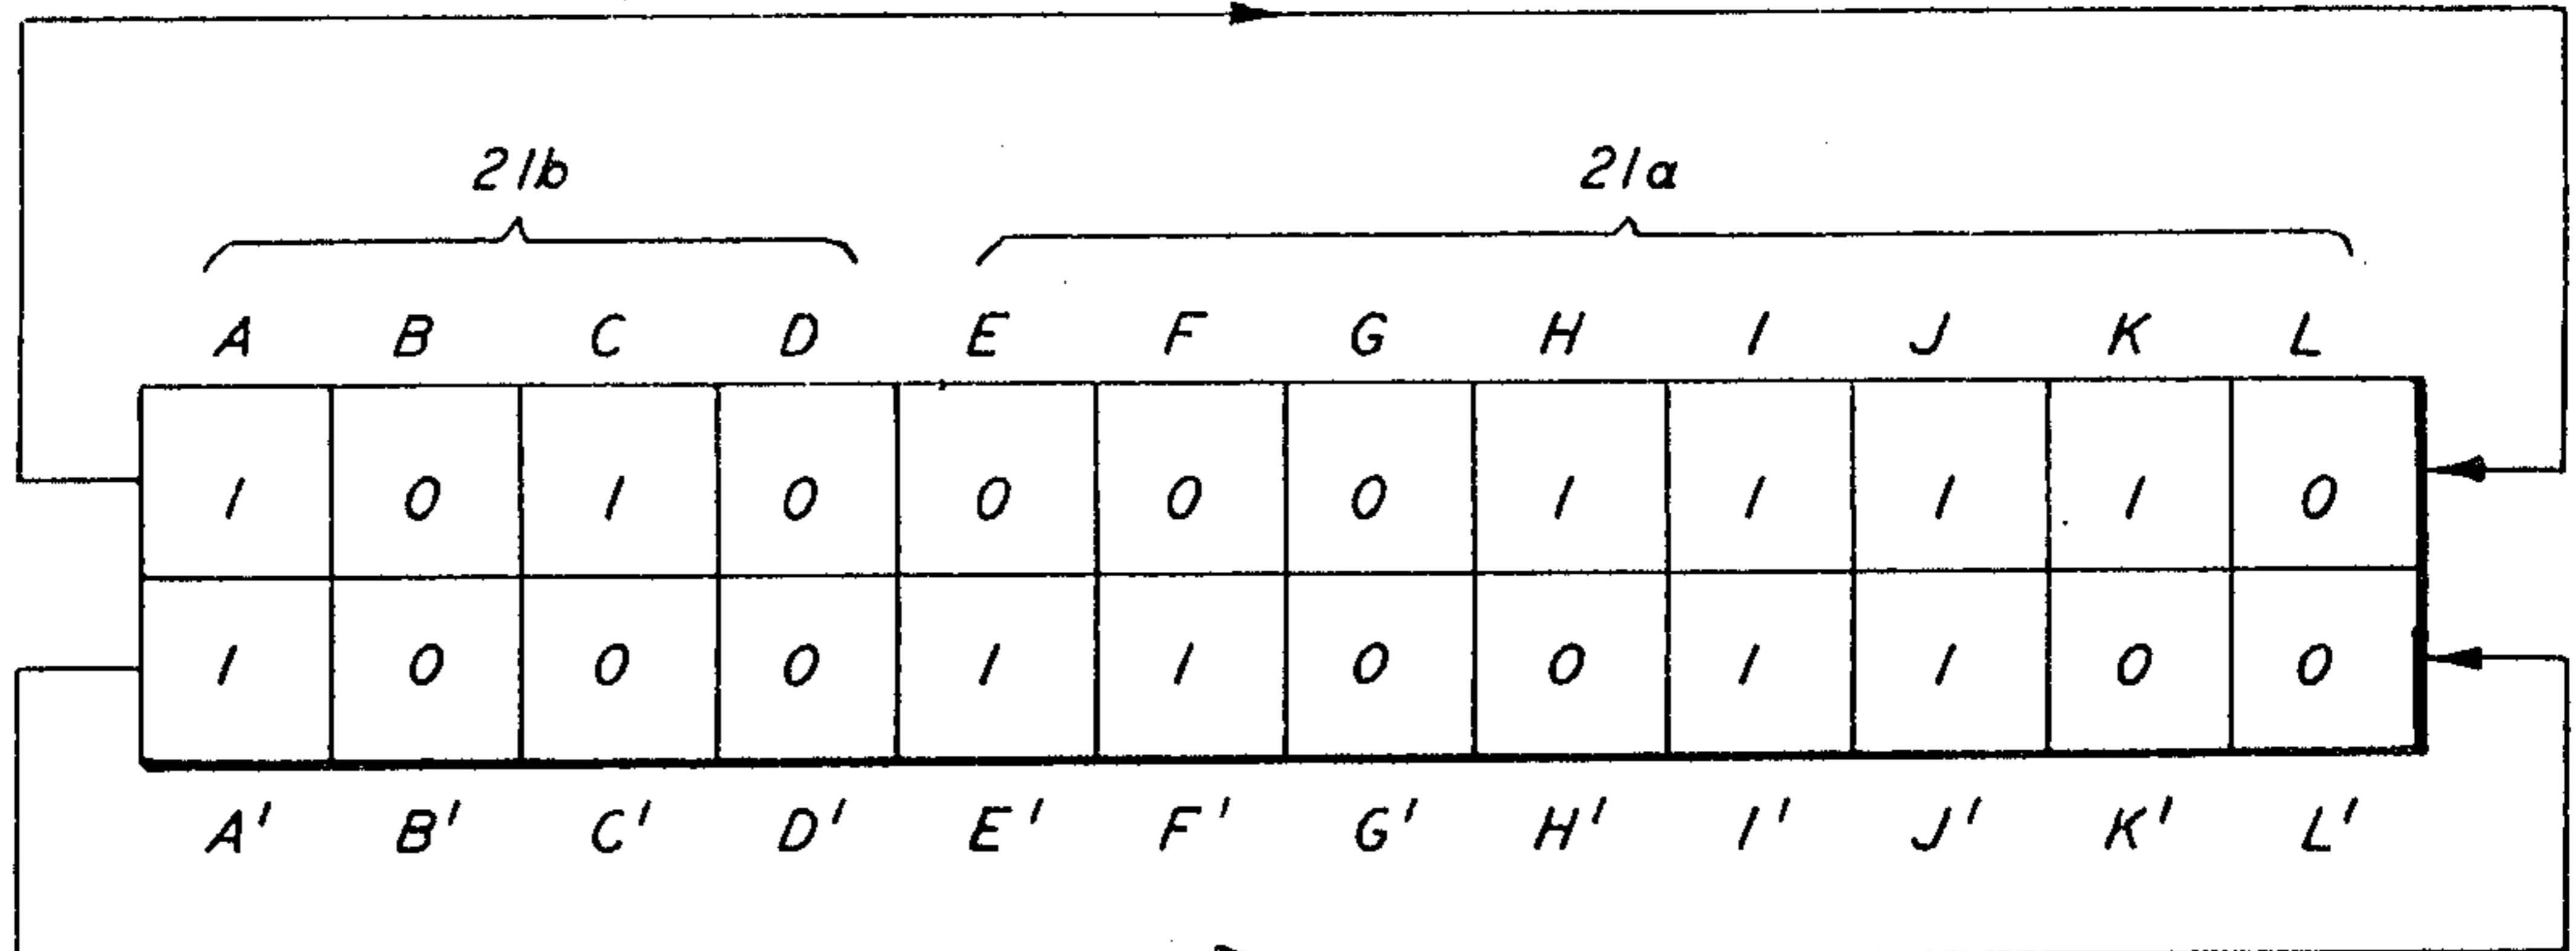 21b 21a
A B C D E F G H I J K L
1 0 1 0 0 0 0 1 1 1 1 0
1 0 0 0 1 1 0 0 1 1 0 0
A' B' C' D' E' F' G' H' I' J' K' L'